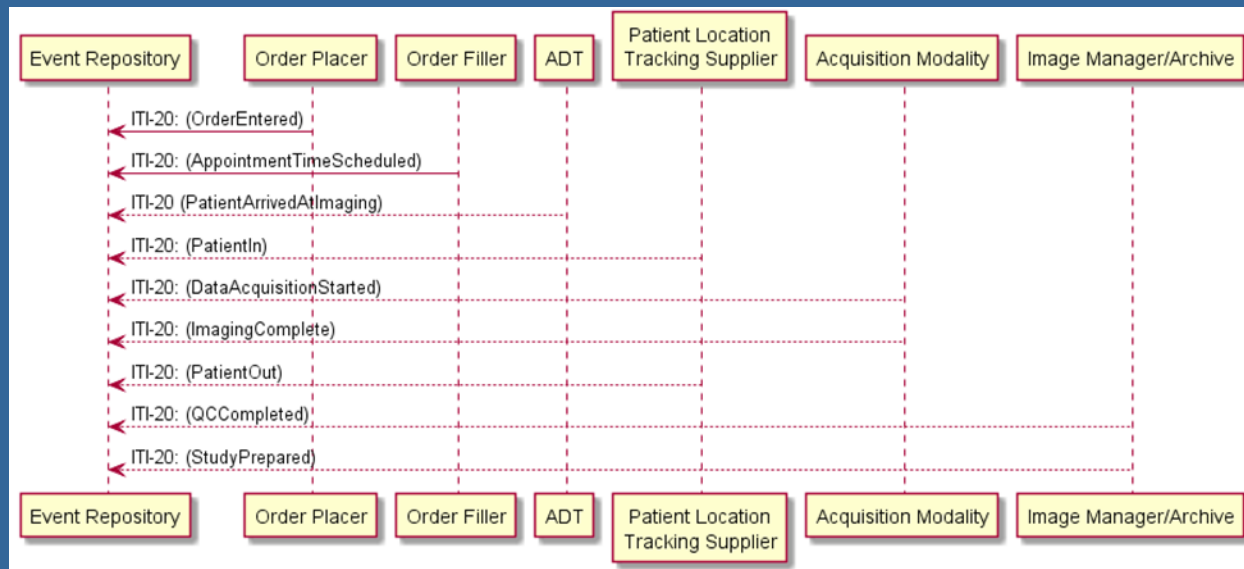 Event Repository
Order Placer
Order Filler
ADT
Patient Location
Tracking Supplier
Acquisition Modality
Image Manager/Archive
ITI-20: (OrderEntered)
ITI-20: (AppointmentTimeScheduled)
ITI-20 (PatientArrivedAtImaging)
ITI-20: (PatientIn)
ITI-20: (DataAcquisitionStarted)
ITI-20: (ImagingComplete)
ITI-20: (PatientOut)
ITI-20: (QCCompleted)
ITI-20: (StudyPrepared)
Event Repository
Order Placer
Order Filler
ADT
Patient Location
Tracking Supplier
Acquisition Modality
Image Manager/Archive